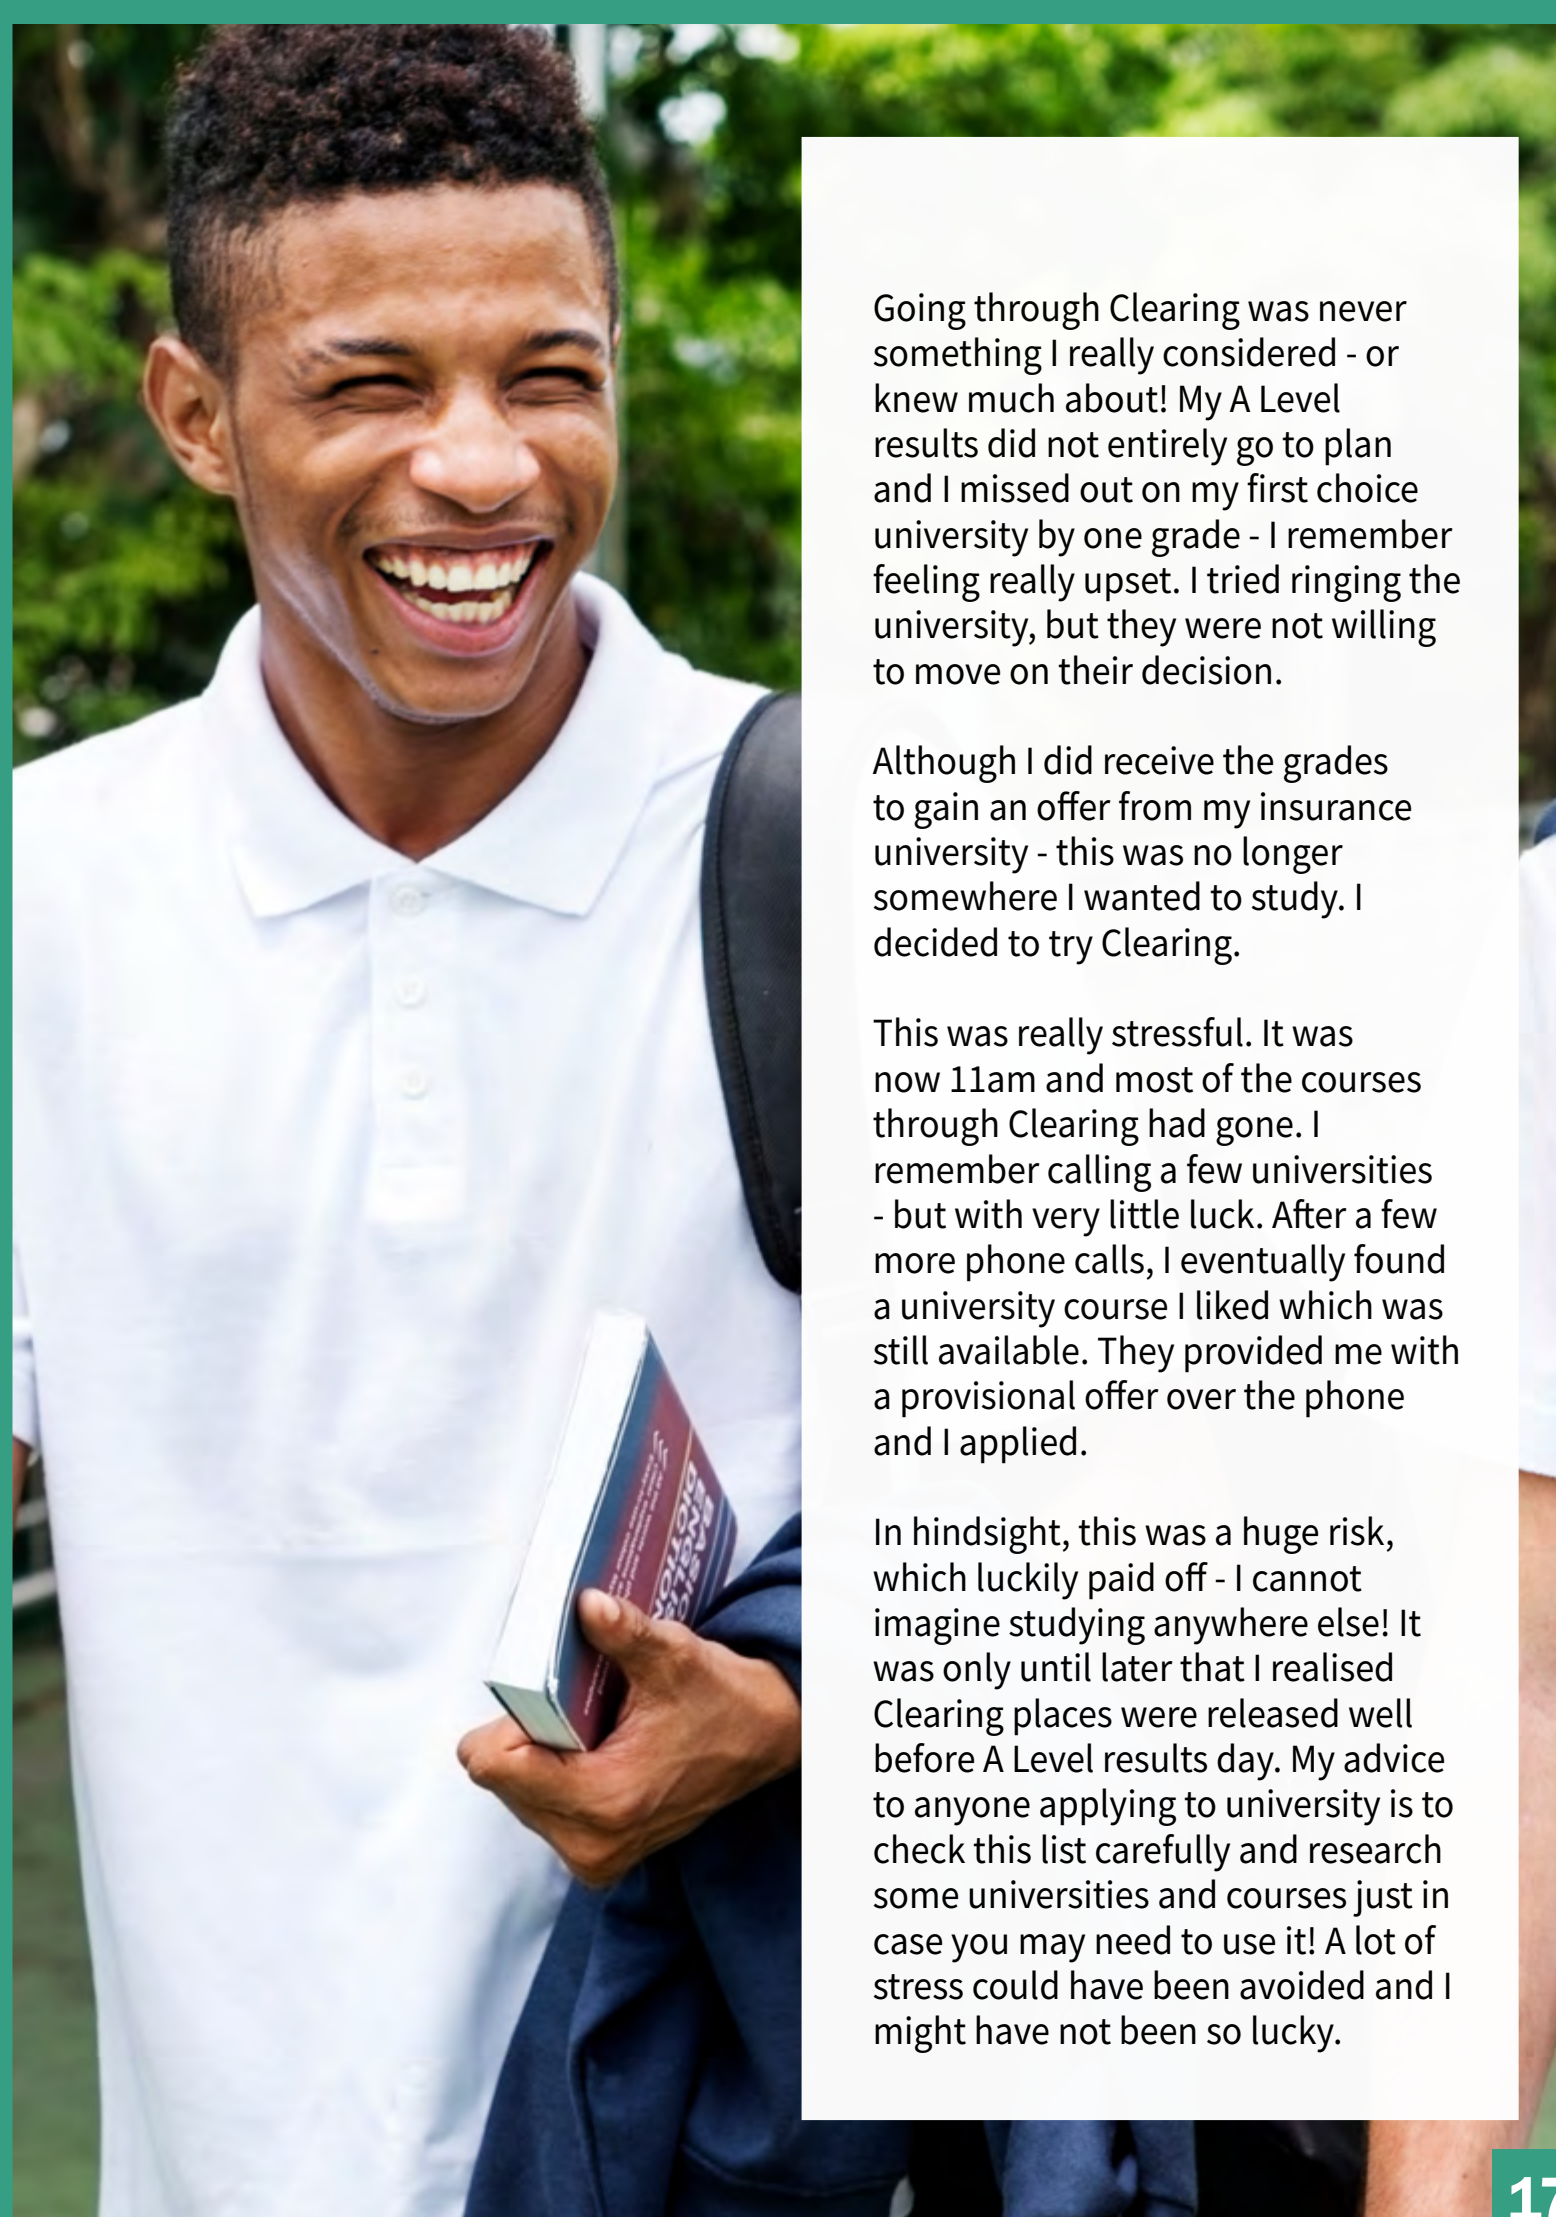 Going through Clearing was never
something I really considered - or
knew much about! My A Level
results did not entirely go to plan
and I missed out on my first choice
university by one grade - I remember
feeling really upset. I tried ringing the
university, but they were not willing
to move on their decision.
Although I did receive the grades
to gain an offer from my insurance
university - this was no longer
somewhere I wanted to study. I
decided to try Clearing.
This was really stressful. It was
now 11am and most of the courses
through Clearing had gone. I
remember calling a few universities
- but with very little luck. After a few
more phone calls, I eventually found
a university course I liked which was
still available. They provided me with
a provisional offer over the phone
and I applied.
In hindsight, this was a huge risk,
which luckily paid off - I cannot
imagine studying anywhere else! It
was only until later that I realised
Clearing places were released well
before A Level results day. My advice
to anyone applying to university is to
check this list carefully and research
some universities and courses just in
case you may need to use it! A lot of
stress could have been avoided and I
might have not been so lucky.
17